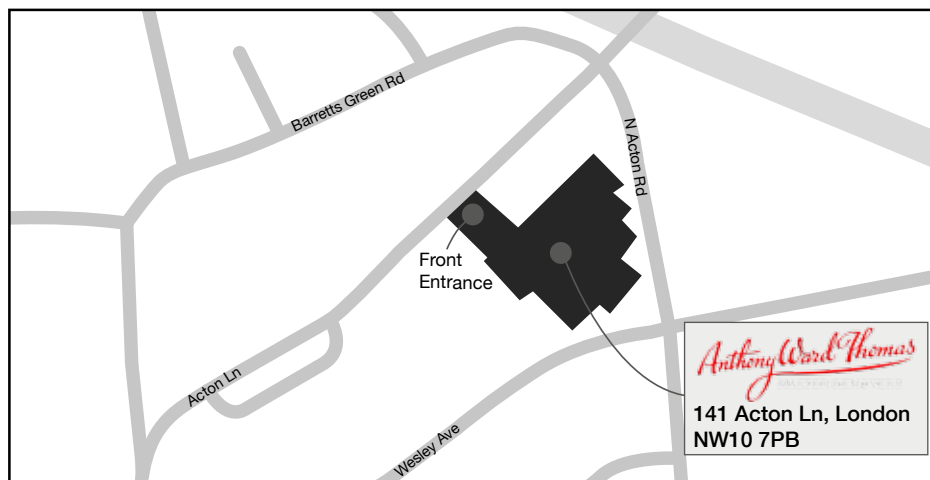 Barretts Green Rd
N Acton Rd
Front
Entrance
Acton Ln
Wesley Ave
Anthony Ward Thomas
141 Acton Ln, London
NW10 7PB